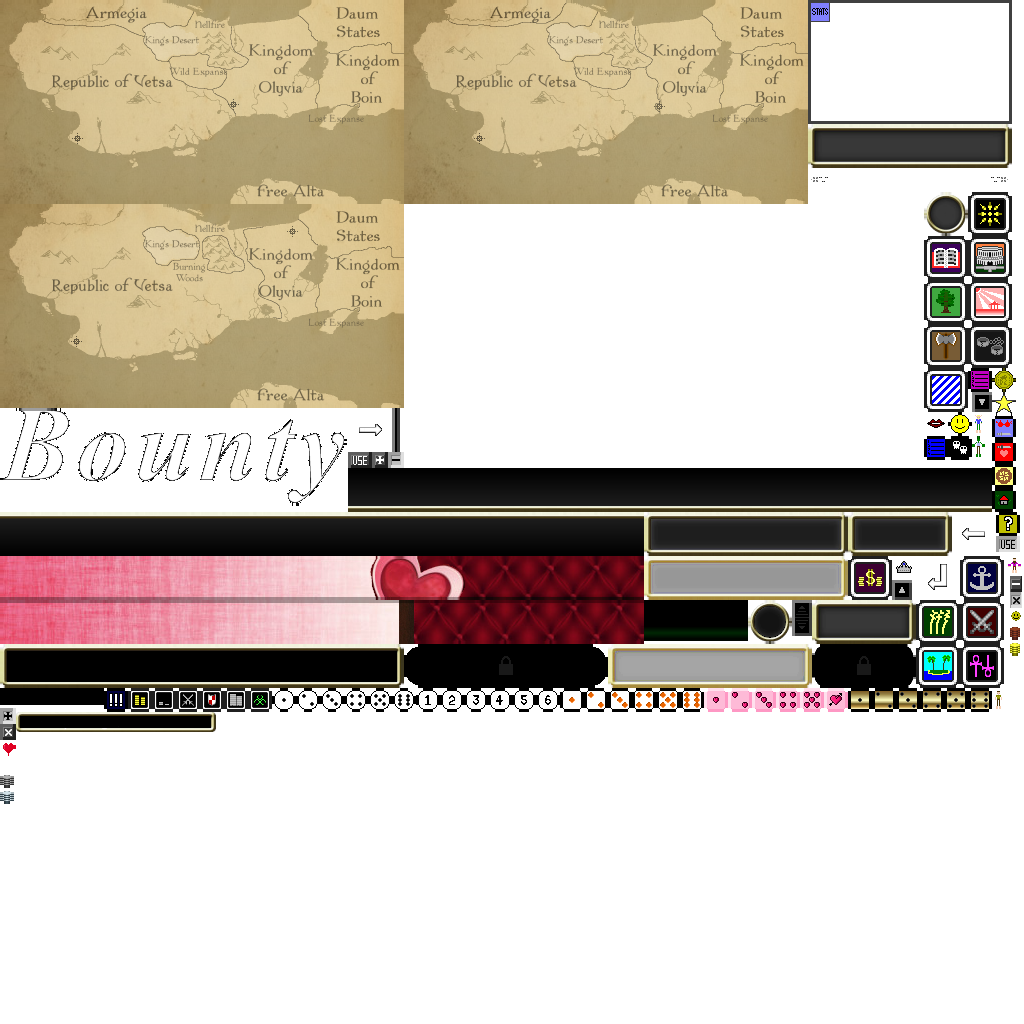 Armegia
Nellfire
King's Desert
Daum
States
Kingdom
of
Olyvia
Kingdom
of
Boin
Wild Expanse
Republic of Vetsa
Lost Expanse
Free Alta
Armegia
Nellfire
King's Desert
Daum
States
Kingdom
of
Olyvia
Kingdom
of
Boin
Wild Expanse
Republic of Vetsa
Lost Expanse
Free Alta
STATS
Nellfire
King's Desert
Daum
States
Kingdom
of
Olyvia
Kingdom
of
Boin
Burning
Woods
Republic of Vetsa
Lost Expanse
Free Alta
Bounty
USE
?
USE
$
!!!
1 2 3 4 5 6